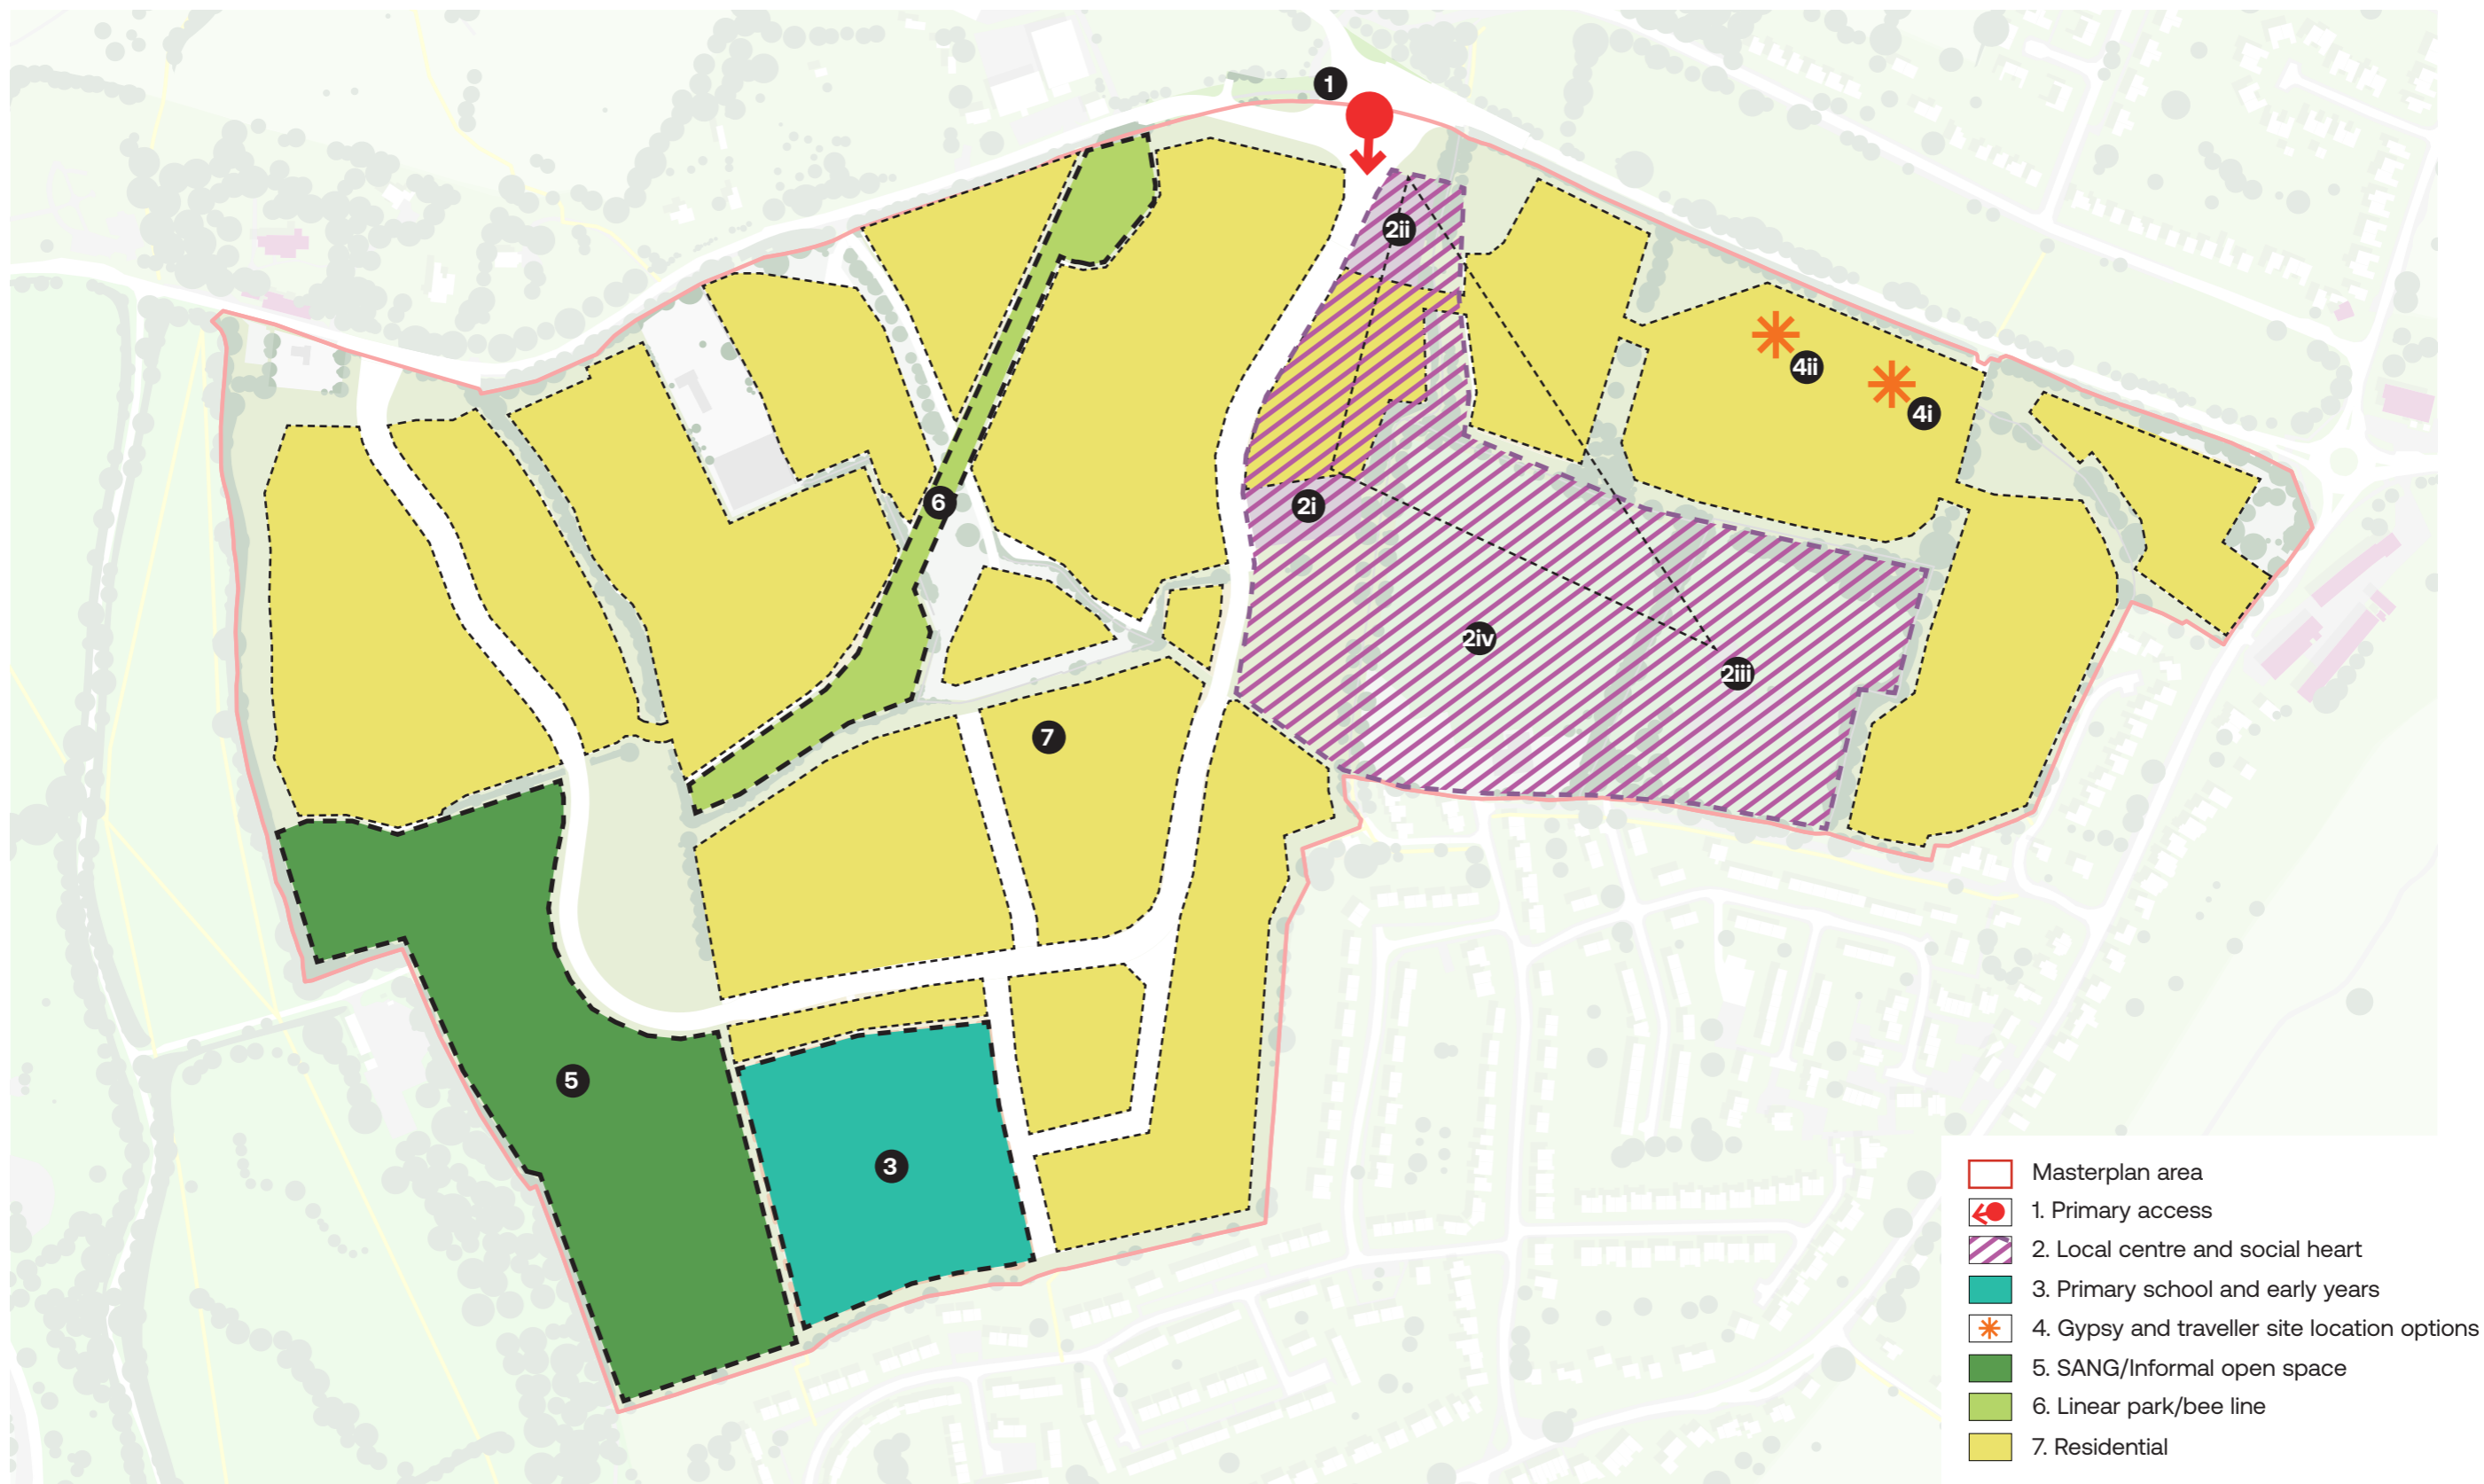 1
2ii
4ii
4i
6
2i
2iv
2iii
7
5
3
Masterplan area
1. Primary access
2. Local centre and social heart
3. Primary school and early years
4. Gypsy and traveller site location options
5. SANG/Informal open space
6. Linear park/bee line
7. Residential